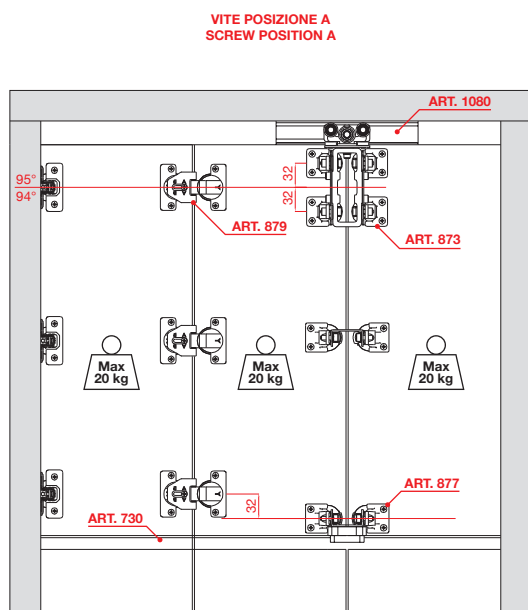 VITE POSIZIONE A
SCREW POSITION A
ART. 1080
95°
94°
32
32
ART. 879
ART. 873
Max
20 kg
Max
20 kg
Max
20 kg
ART. 877
32
ART. 730